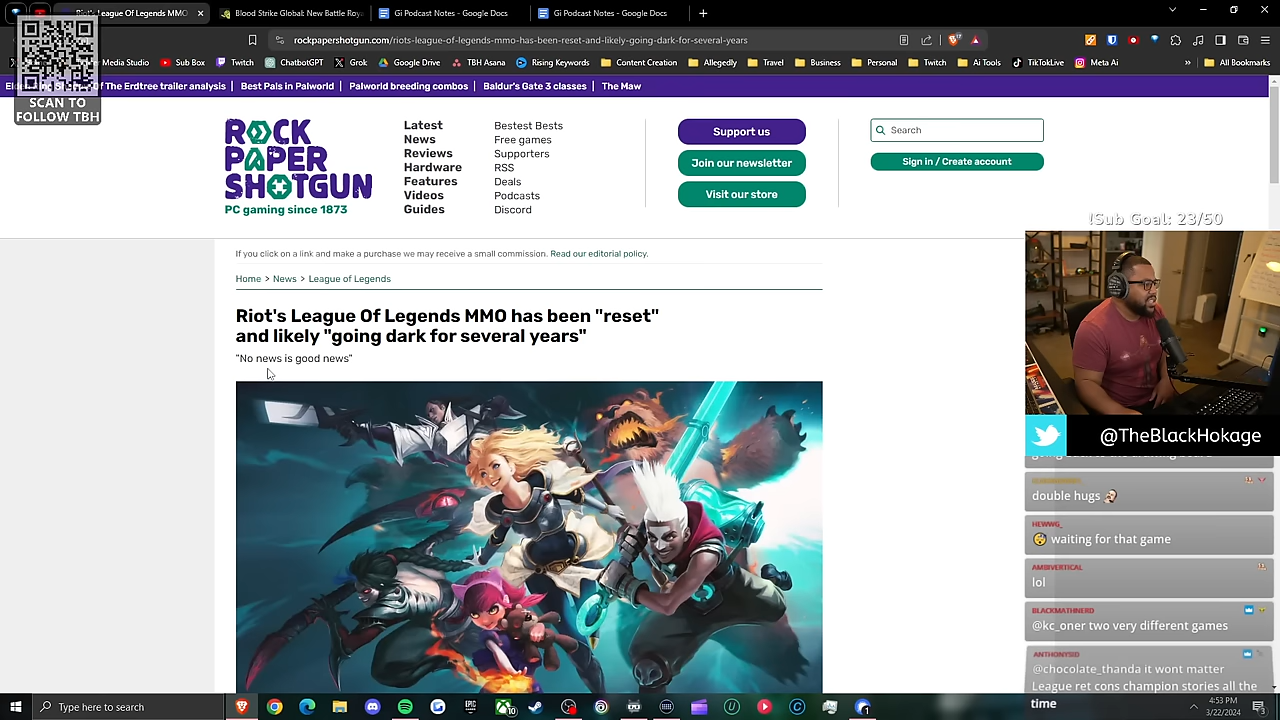 Riot's League Of Legends MMO
Blood Strike Global: New Battle Roy
Gi Podcast Notes - Google Docs
Gi Podcast Notes - Google Docs
rockpapershotgun.com/riots-league-of-legends-mmo-has-been-reset-and-likely-going-dark-for-several-years
Media Studio
Sub Box
Twitch
ChatbotGPT
Grok
Google Drive
TBH Asana
Rising Keywords
Content Creation
Allegedly
Travel
Business
Personal
Twitch
Ai Tools
TikTokLive
Meta Ai
» All Bookmarks
SCAN TO
FOLLOW TBH
Of The Erdtree trailer analysis
Best Pals in Palworld
Palworld breeding combos
Baldur's Gate 3 classes
The Maw
ROCK
PAPER
SHOTGUN
PC gaming since 1873
Latest
News
Reviews
Hardware
Features
Videos
Guides
Bestest Bests
Free games
Supporters
RSS
Deals
Podcasts
Discord
Support us
Join our newsletter
Visit our store
Search
Sign in / Create account
!Sub Goal: 23/50
If you click on a link and make a purchase we may receive a small commission. Read our editorial policy.
Home > News > League of Legends
Riot's League Of Legends MMO has been "reset"
and likely "going dark for several years"
"No news is good news"
@TheBlackHokage
double hugs
HEWWG_
waiting for that game
AMBIVERTICAL
lol
BLACKMATHNERD
@kc_oner two very different games
ANTHONYSID
@chocolate_thanda it wont matter
League ret cons champion stories all the
time
Type here to search
EPIC
10
1
4:53 PM
3/22/2024